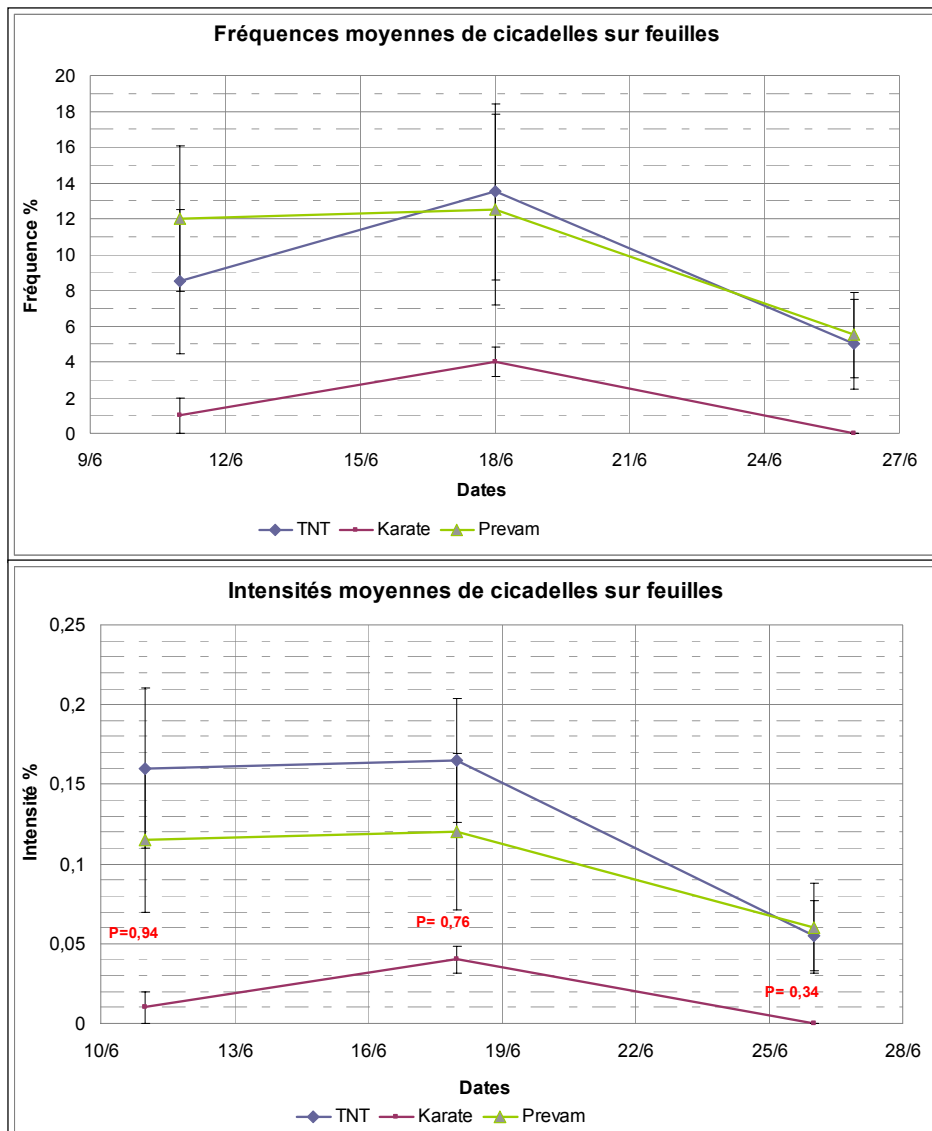 Fréquences moyennes de cicadelles sur feuilles
20
18
16
14
12
10
8
6
4
2
0
Fréquence %
9/6 12/6 15/6 18/6 21/6 24/6 27/6
Dates
TNT Karate Prevam
Intensités moyennes de cicadelles sur feuilles
0,25
0,2
0,15
0,1
0,05
0
Intensité %
P=0,94
P= 0,76
P= 0,34
10/6 13/6 16/6 19/6 22/6 25/6 28/6
Dates
TNT Karate Prevam